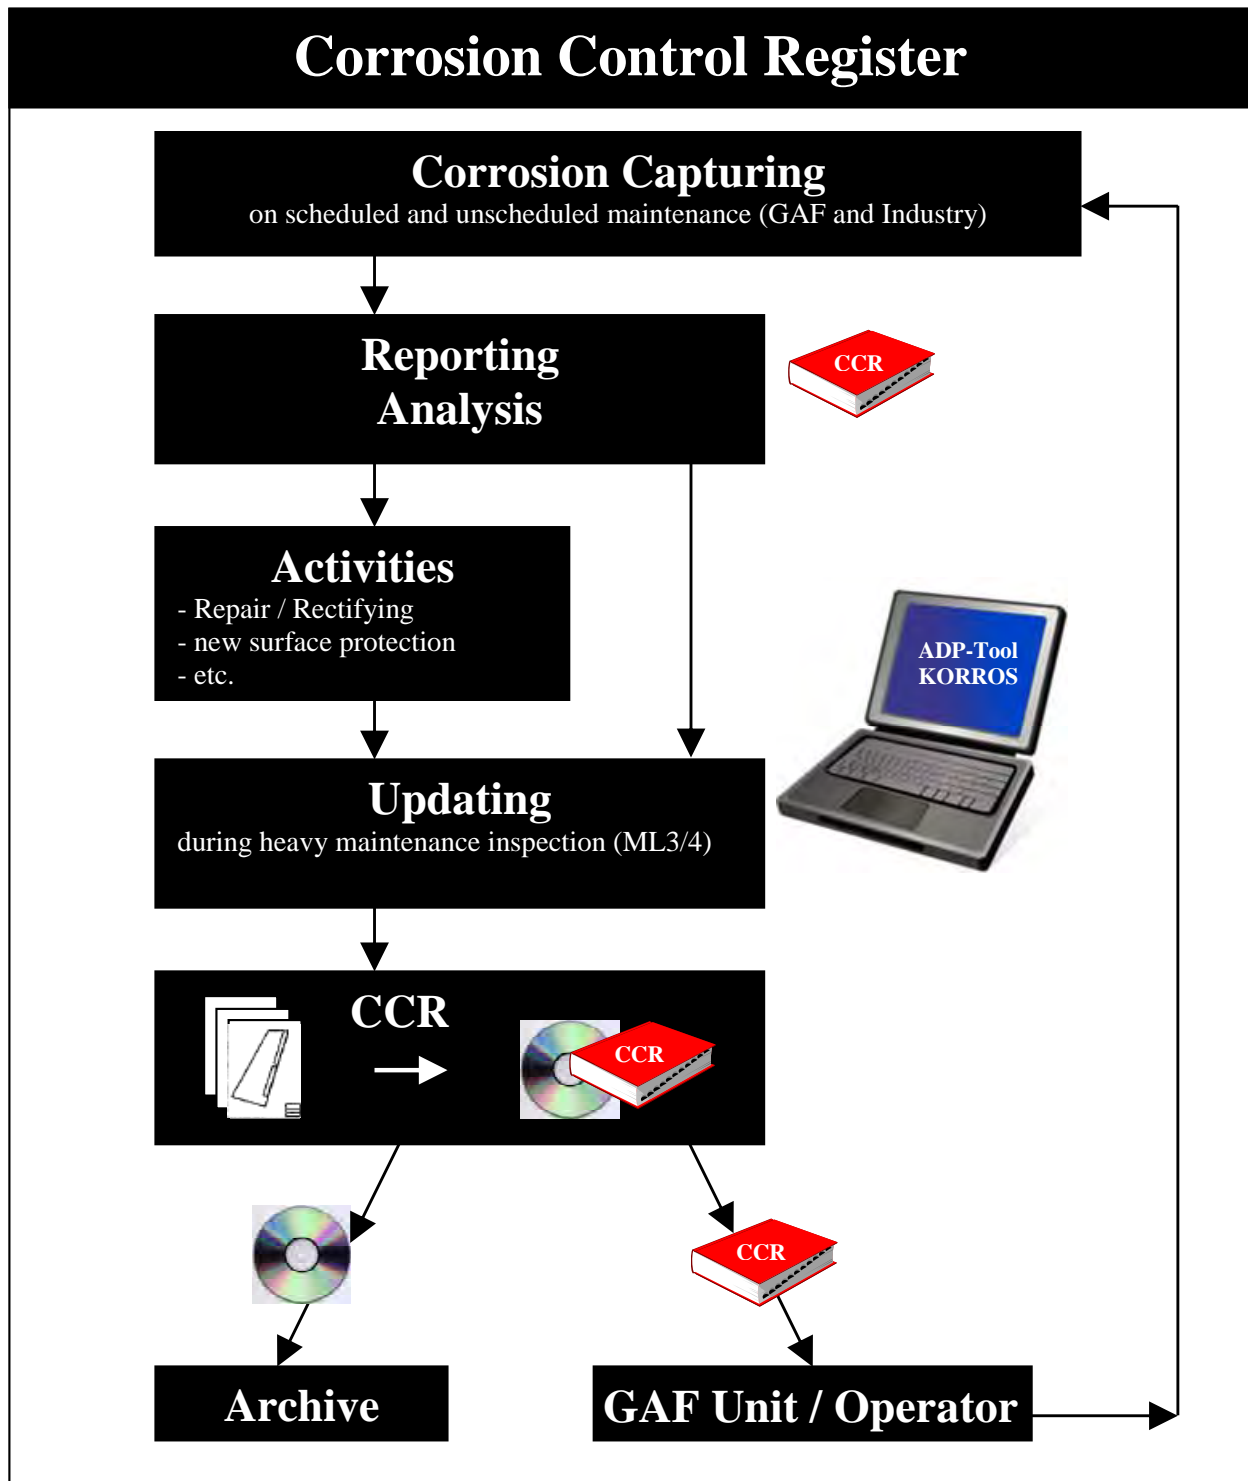 Corrosion Control Register
Corrosion Capturing
on scheduled and unscheduled maintenance (GAF and Industry)
Reporting
Analysis
CCR
Activities
- Repair / Rectifying
- new surface protection
- etc.
ADP-Tool
KORROS
Updating
during heavy maintenance inspection (ML3/4)
CCR
CCR
CCR
Archive
GAF Unit / Operator